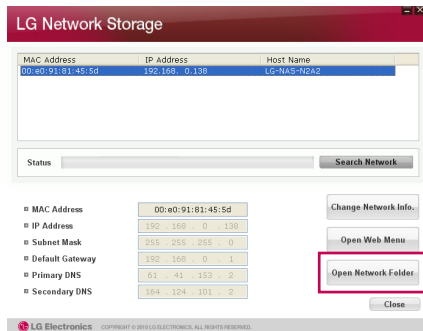 LG Network Storage
MAC Address IP Address Host Name
00:e0:91:81:45:5d 192.168. 0.138 LG-NAS-N2A2
Status Search Network
MAC Address 00:e0:91:81:45:5d Change Network Info.
IP Address 192 . 168 . 0 . 138
Subnet Mask 255 . 255 . 255 . 0 Open Web Menu
Default Gateway 192 . 168 . 0 . 1
Primary DNS 61 . 41 . 153 . 2 Open Network Folder
Secondary DNS 164 . 124 . 101 . 2
Close
LG Electronics COPYRIGHT © 2010 LG ELECTRONICS. ALL RIGHTS RESERVED.